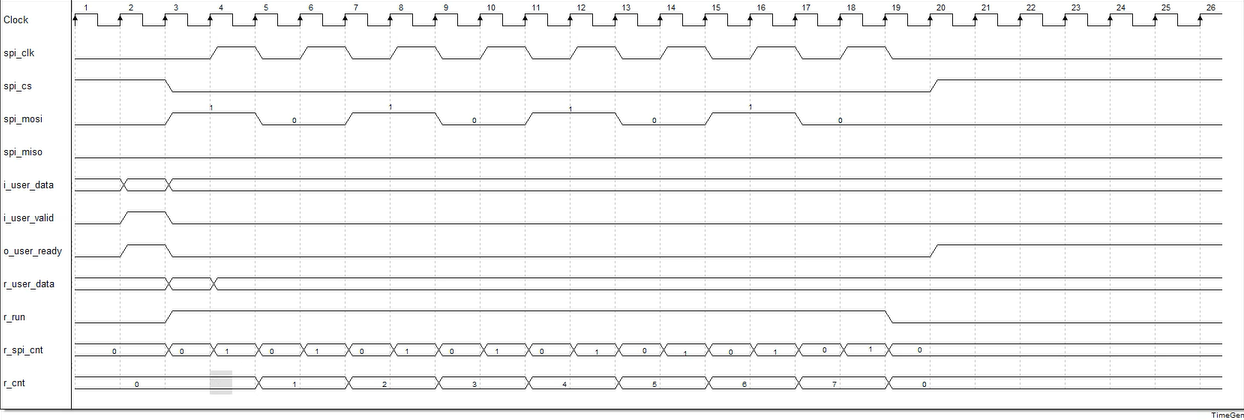 Clock 1 2 3 4 5 6 7 8 9 10 11 12 13 14 15 16 17 18 19 20 21 22 23 24 25 26
spi_clk
spi_cs
spi_mosi 1 0 1 0 1 0 1 0
spi_miso
i_user_data
i_user_valid
o_user_ready
r_user_data
r_run
r_spi_cnt 0 0 1 0 1 0 1 0 1 0 1 0 1 0 1 0 1 0
r_cnt 0 1 2 3 4 5 6 7 0
TimeGen